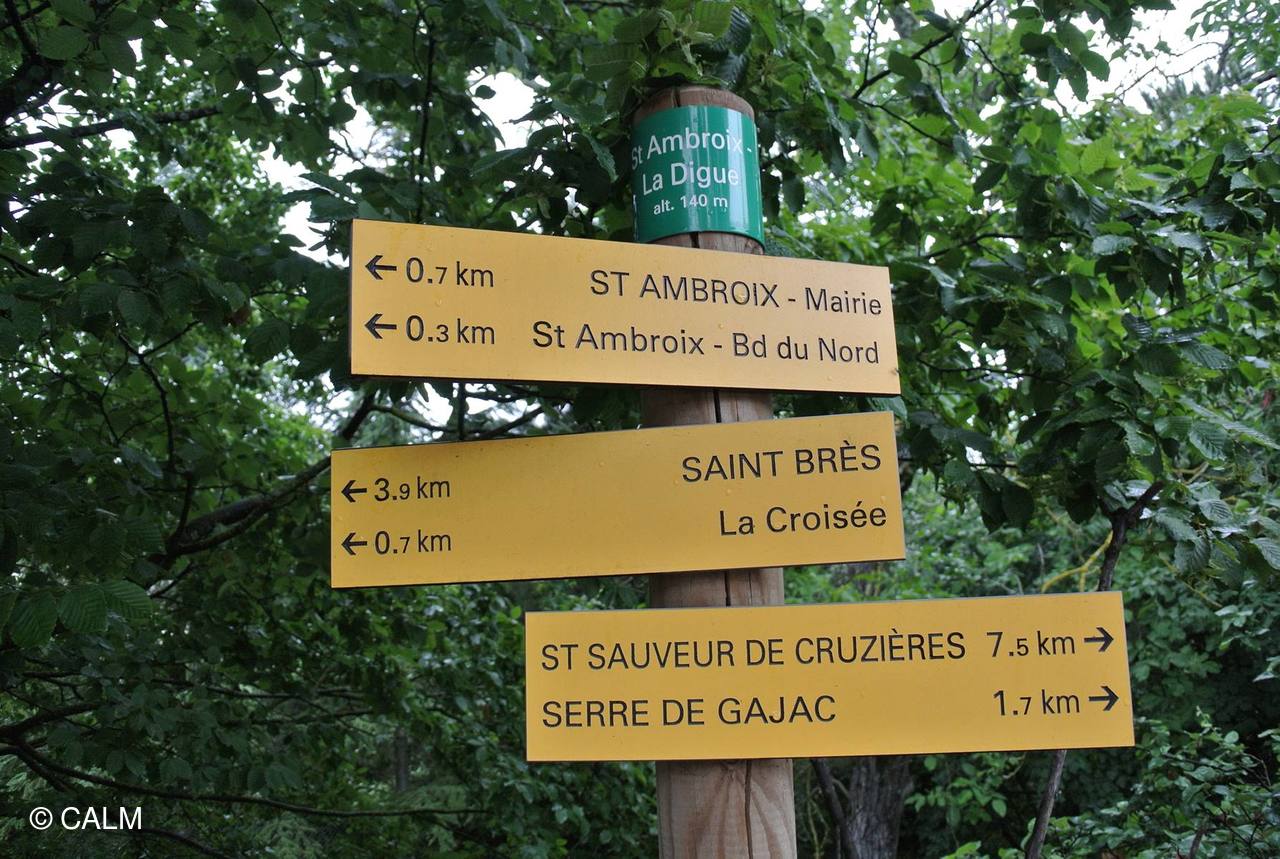 St Ambroix -
La Digue
alt. 140 m
← 0.7 km ST AMBROIX - Mairie
← 0.3 km St Ambroix - Bd du Nord
← 3.9 km SAINT BRÈS
← 0.7 km La Croisée
ST SAUVEUR DE CRUZIÈRES 7.5 km →
SERRE DE GAJAC 1.7 km →
© CALM